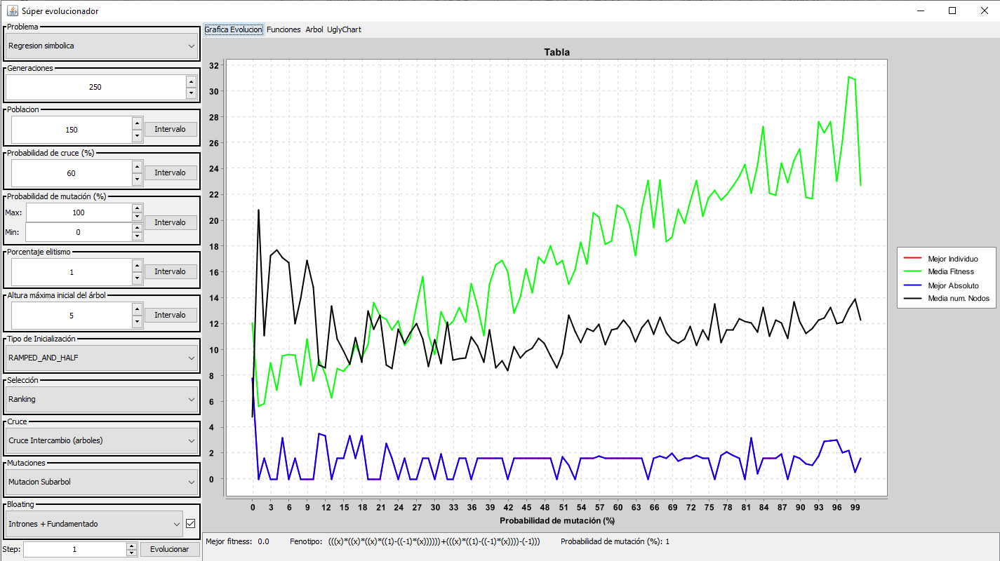 Súper evolucionador
Problema
Regresion simbolica
Generaciones
250
Poblacion
150
Intervalo
Probabilidad de cruce (%)
60
Intervalo
Probabilidad de mutación (%)
Max:
100
Min:
0
Intervalo
Porcentaje elitismo
1
Intervalo
Altura máxima inicial del árbol
5
Intervalo
Tipo de Inicialización
RAMPED_AND_HALF
Selección
Ranking
Cruce
Cruce Intercambio (arboles)
Mutaciones
Mutacion Subarbol
Bloating
Intrones + Fundamentado
Step:
1
Evolucionar
Grafica Evolucion Funciones Arbol UglyChart
Tabla
32
30
28
26
24
22
20
18
16
14
12
10
8
6
4
2
0
0 3 6 9 12 15 18 21 24 27 30 33 36 39 42 45 48 51 54 57 60 63 66 69 72 75 78 81 84 87 90 93 96 99
Probabilidad de mutación (%)
Mejor Individuo
Media Fitness
Mejor Absoluto
Media num. Nodos
Mejor fitness: 0.0 Fenotipo: (((x)*((x)*((x)*((1)-((-1)*(x))))))+(((x)*((1)-((-1)*(x))))-(-1))) Probabilidad de mutación (%): 1